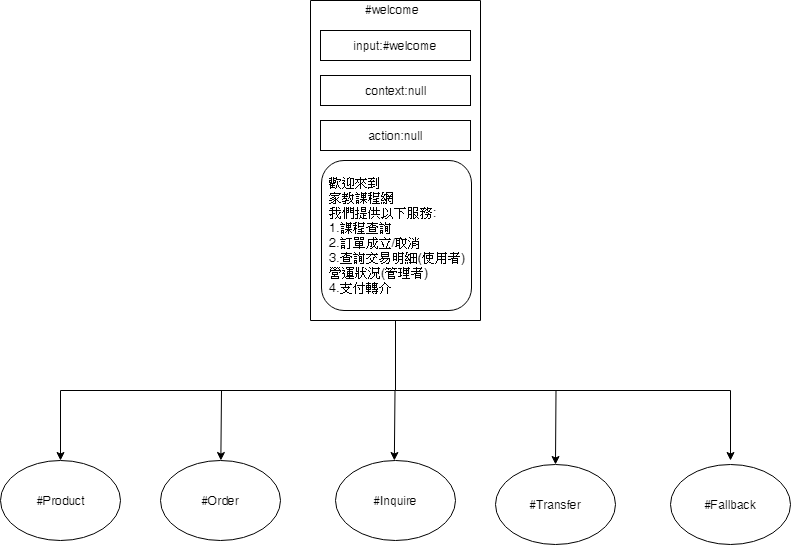 #welcome
input:#welcome
context:null
action:null
歡迎來到
家教課程網
我們提供以下服務:
1.課程查詢
2.訂單成立/取消
3.查詢交易明細(使用者)
營運狀況(管理者)
4.支付轉介
#Product
#Order
#Inquire
#Transfer
#Fallback